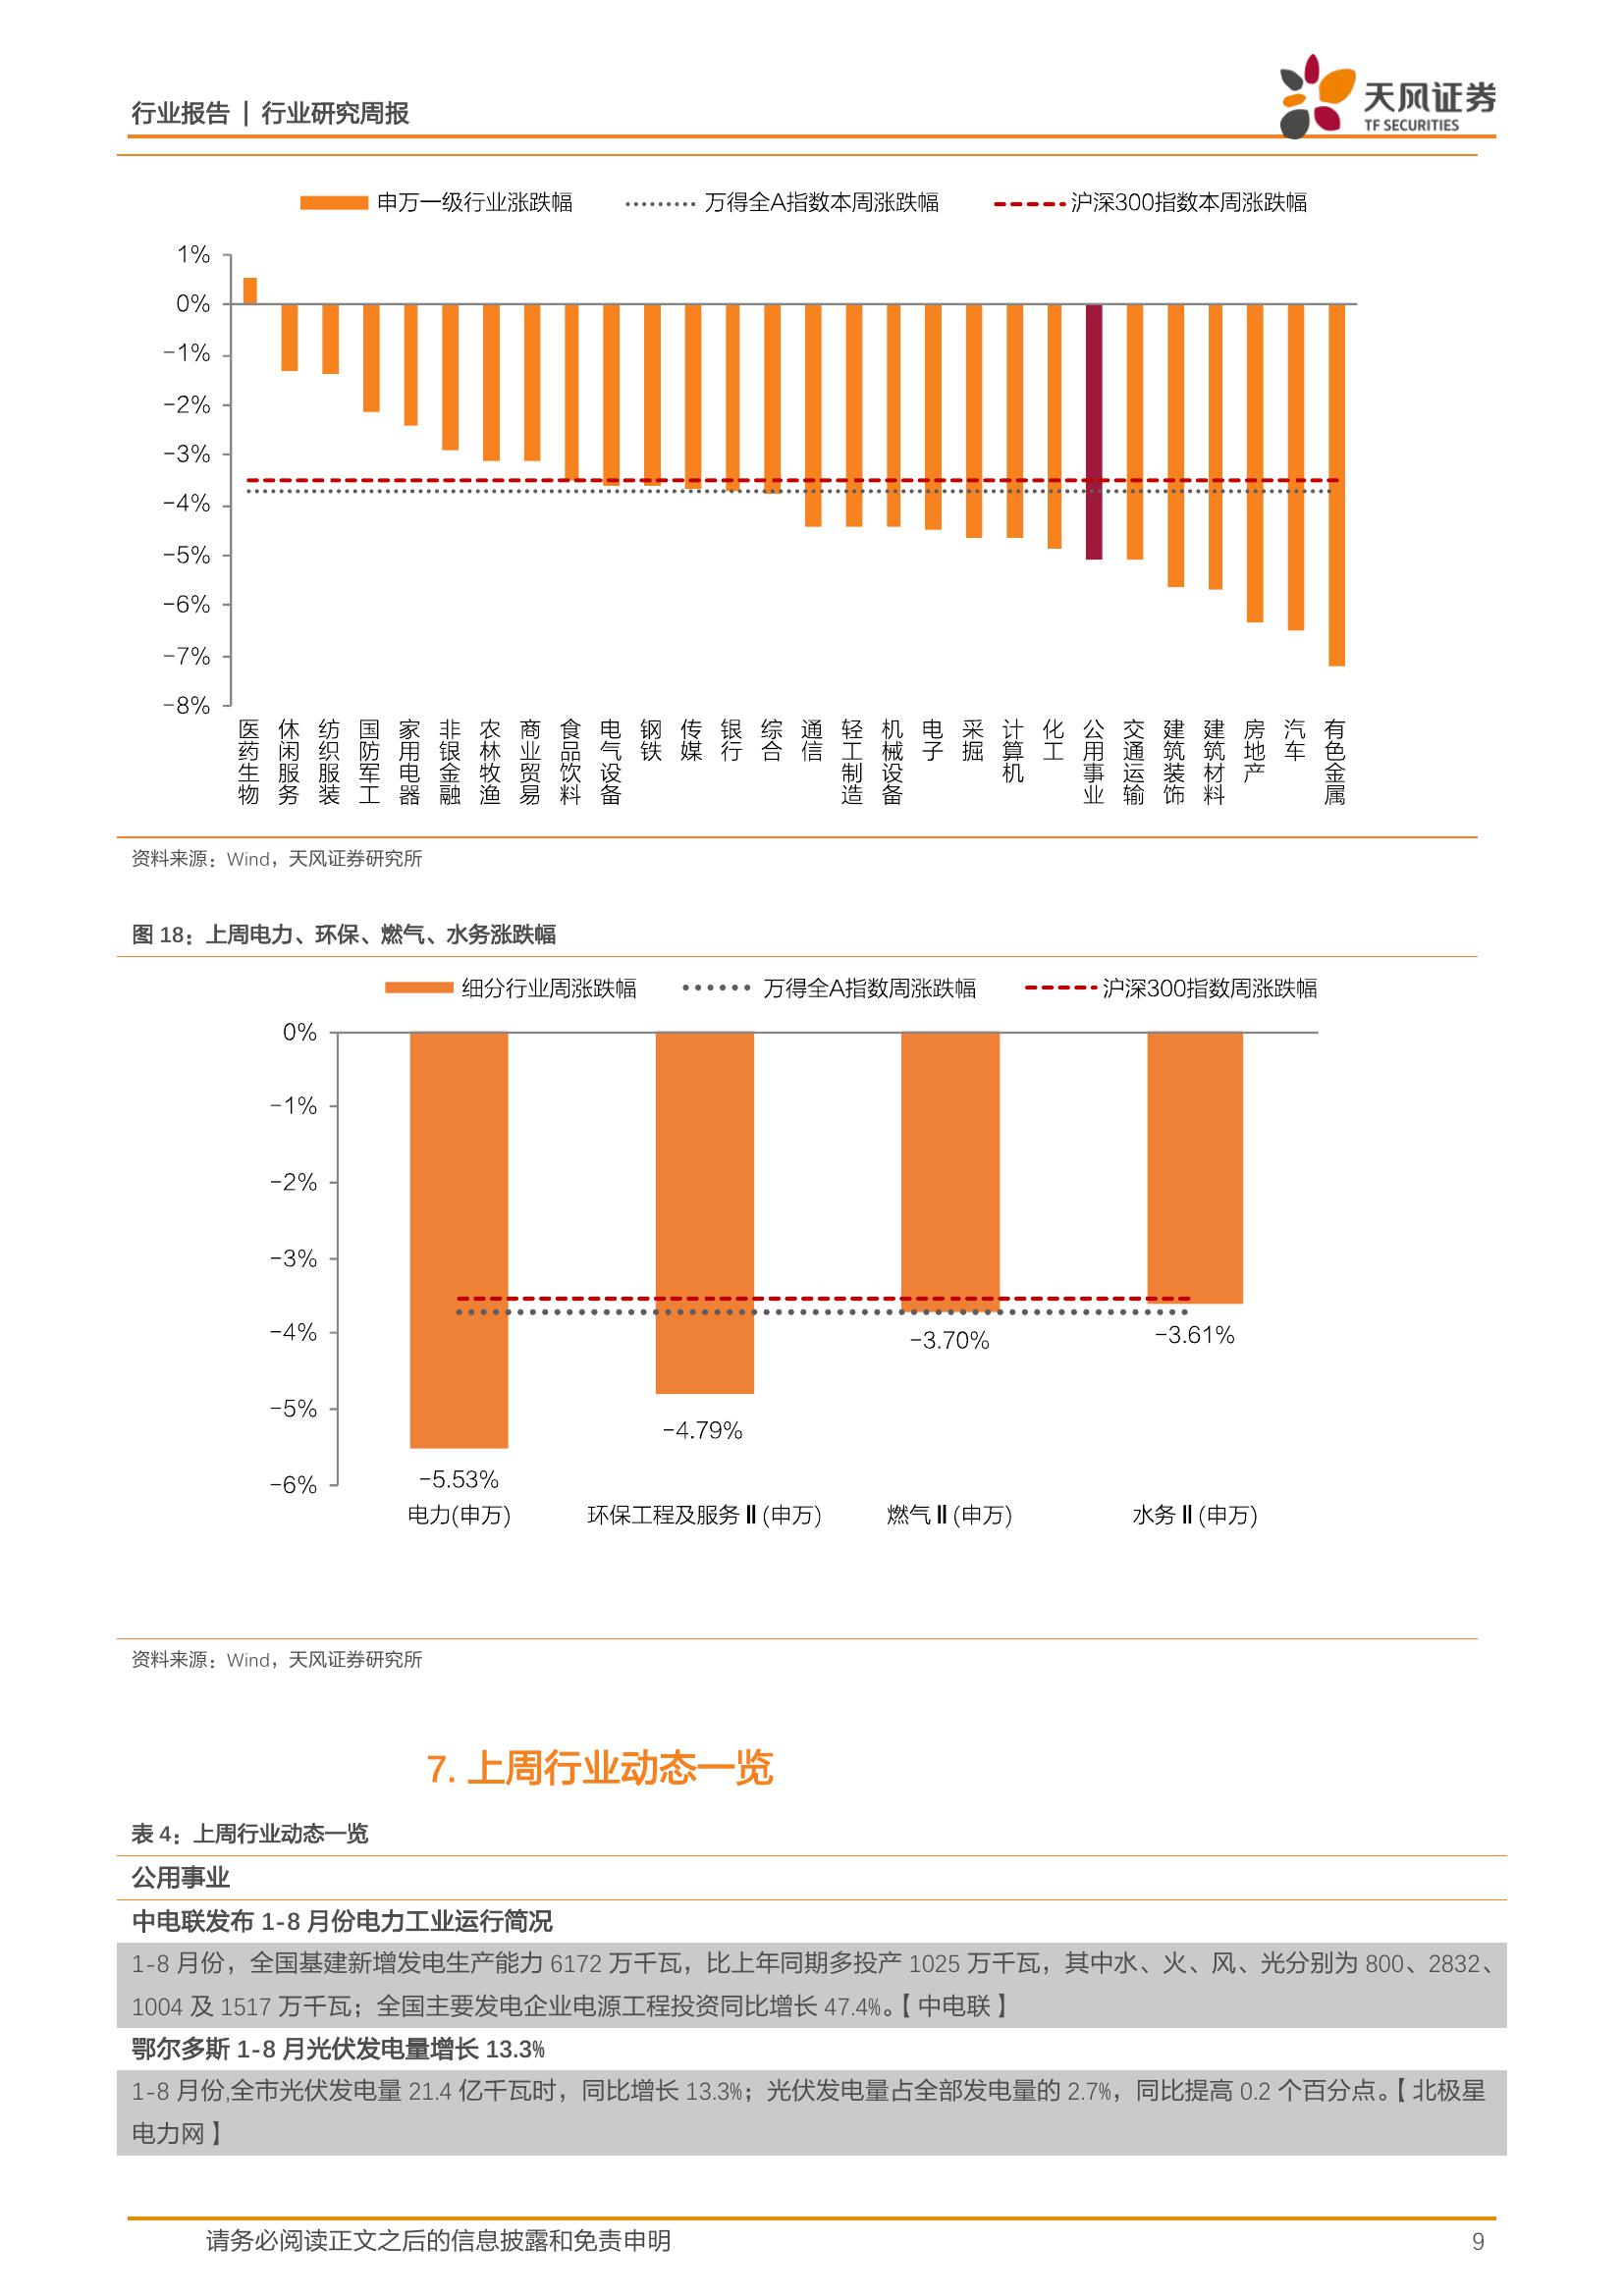 行业报告 | 行业研究周报
天风证券
TF SECURITIES
申万一级行业涨跌幅 万得全A指数本周涨跌幅 沪深300指数本周涨跌幅
1%
0%
-1%
-2%
-3%
-4%
-5%
-6%
-7%
-8%
医药生物 休闲服务 纺织服装 国防军工 家用电器 非银金融 农林牧渔 商业贸易 食品饮料 电气设备 钢铁 传媒 银行 综合 通信 轻工制造 机械设备 电子 采掘 计算机 化工 公用事业 交通运输 建筑装饰 建筑材料 房地产 汽车 有色金属
资料来源：Wind，天风证券研究所
图 18：上周电力、环保、燃气、水务涨跌幅
细分行业周涨跌幅 万得全A指数周涨跌幅 沪深300指数周涨跌幅
0%
-1%
-2%
-3%
-4%
-5%
-6%
-5.53%
-4.79%
-3.70%
-3.61%
电力(申万) 环保工程及服务Ⅱ(申万) 燃气Ⅱ(申万) 水务Ⅱ(申万)
资料来源：Wind，天风证券研究所
7. 上周行业动态一览
表 4：上周行业动态一览
公用事业
中电联发布 1-8 月份电力工业运行简况
1-8 月份，全国基建新增发电生产能力 6172 万千瓦，比上年同期多投产 1025 万千瓦，其中水、火、风、光分别为 800、2832、
1004 及 1517 万千瓦；全国主要发电企业电源工程投资同比增长 47.4%。【中电联】
鄂尔多斯 1-8 月光伏发电量增长 13.3%
1-8 月份,全市光伏发电量 21.4 亿千瓦时，同比增长 13.3%；光伏发电量占全部发电量的 2.7%，同比提高 0.2 个百分点。【北极星
电力网】
请务必阅读正文之后的信息披露和免责申明 9